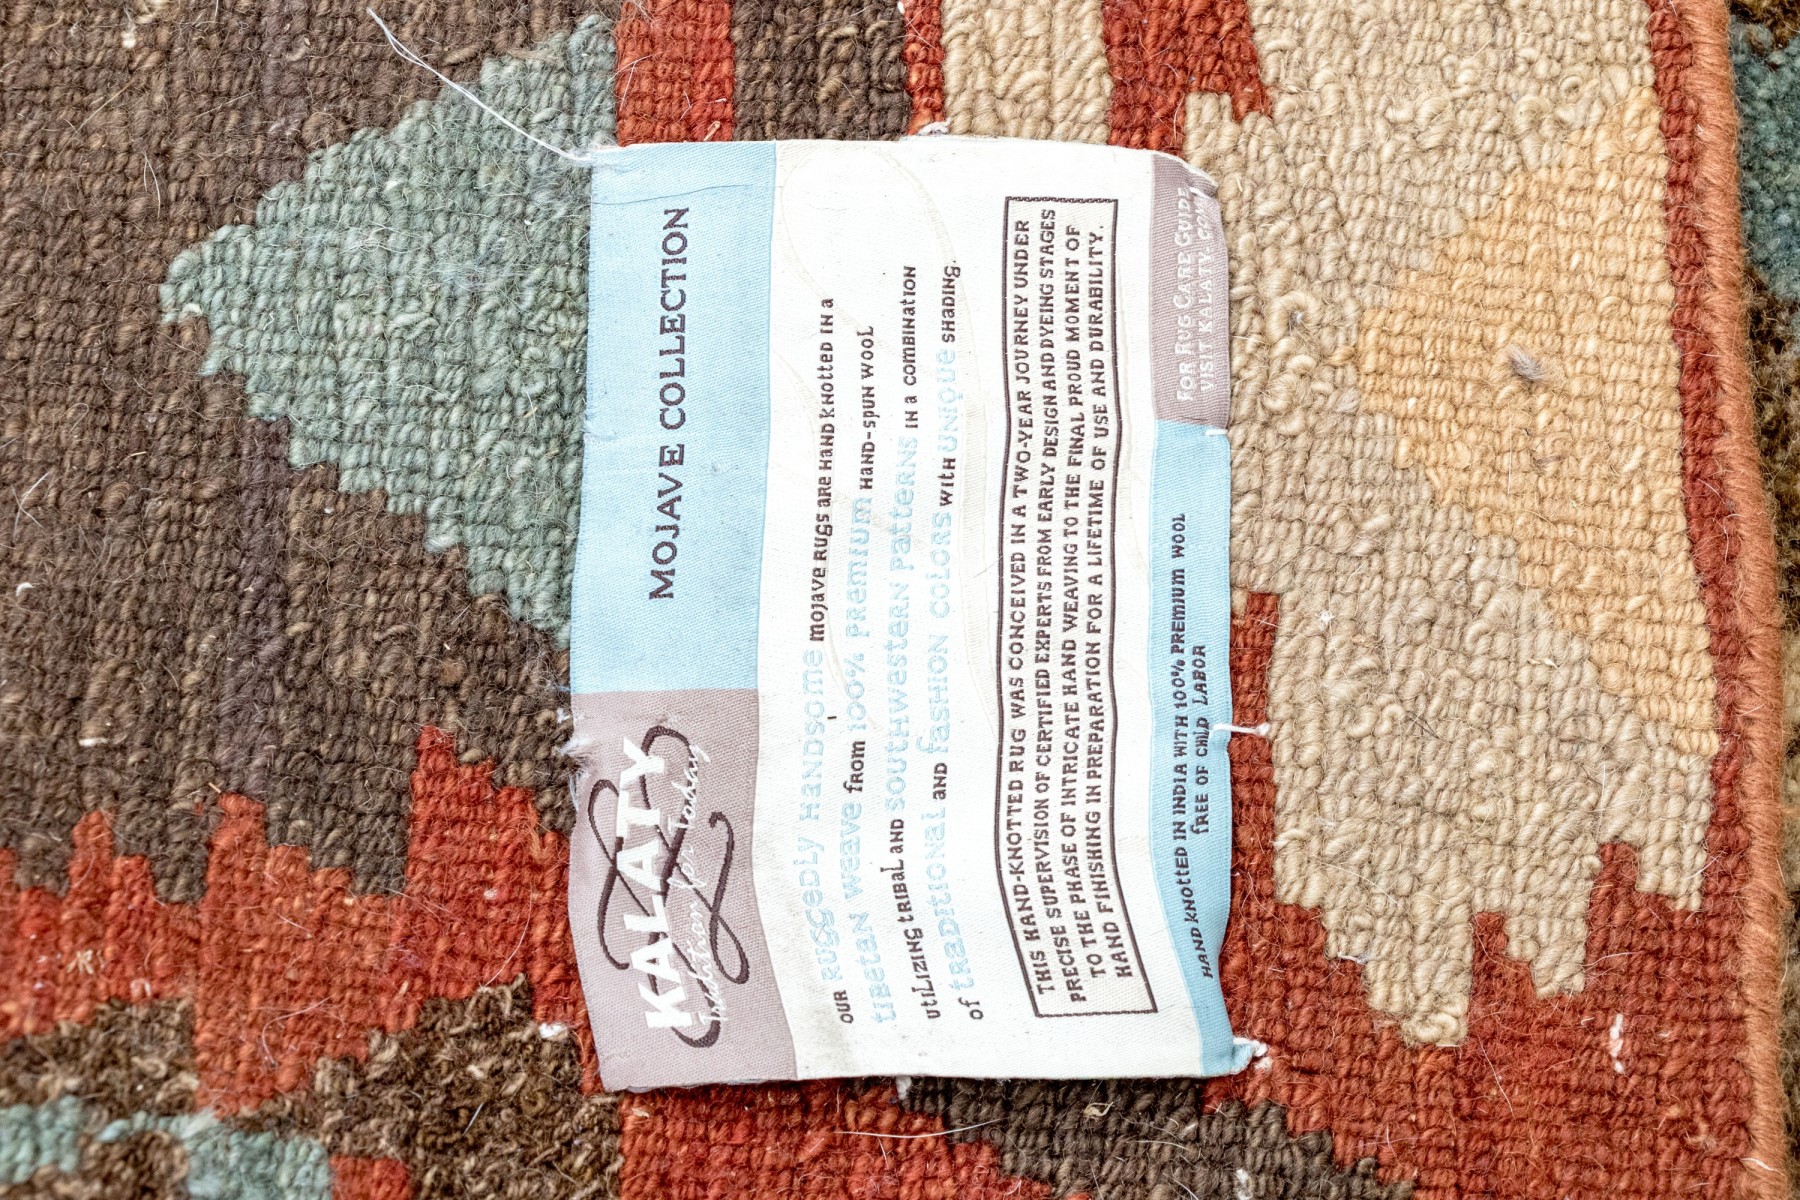 KALATY
tradition for today
MOJAVE COLLECTION
OUR RUGGEDLY HANDSOME MOJAVE RUGS ARE HAND KNOTTED IN A
TIBETAN WEAVE FROM 100% PREMIUM HAND-SPUN WOOL
UTILIZING TRIBAL AND SOUTHWESTERN PATTERNS IN A COMBINATION
OF TRADITIONAL AND FASHION COLORS WITH UNIQUE SHADING.
THIS HAND-KNOTTED RUG WAS CONCEIVED IN A TWO-YEAR JOURNEY UNDER
PRECISE SUPERVISION OF CERTIFIED EXPERTS FROM EARLY DESIGN AND DYEING STAGES
TO THE PHASE OF INTRICATE HAND WEAVING TO THE FINAL PROUD MOMENT OF
HAND FINISHING IN PREPARATION FOR A LIFETIME OF USE AND DURABILITY.
HAND KNOTTED IN INDIA WITH 100% PREMIUM WOOL
FREE OF CHILD LABOR
FOR RUG CARE GUIDE
VISIT KALATY.COM